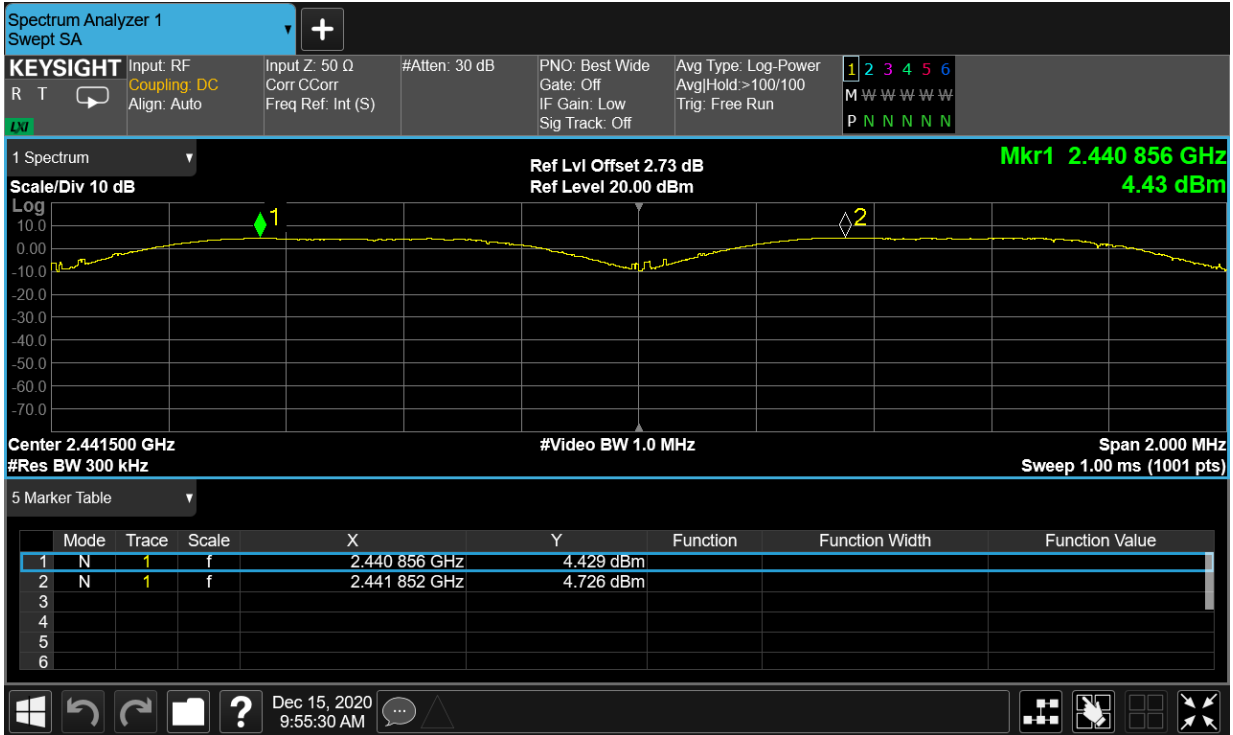 Spectrum Analyzer 1
Swept SA
+
KEYSIGHT
R T
LXI
Input: RF
Coupling: DC
Align: Auto
Input Z: 50 Ω
Corr CCorr
Freq Ref: Int (S)
#Atten: 30 dB
PNO: Best Wide
Gate: Off
IF Gain: Low
Sig Track: Off
Avg Type: Log-Power
Avg|Hold:>100/100
Trig: Free Run
1 2 3 4 5 6
M W W W W W
P N N N N N
1 Spectrum
Scale/Div 10 dB
Ref Lvl Offset 2.73 dB
Ref Level 20.00 dBm
Mkr1 2.440 856 GHz
4.43 dBm
Log
1
2
10.0
0.00
-10.0
-20.0
-30.0
-40.0
-50.0
-60.0
-70.0
Center 2.441500 GHz
#Video BW 1.0 MHz
Span 2.000 MHz
#Res BW 300 kHz
Sweep 1.00 ms (1001 pts)
5 Marker Table
Mode Trace Scale X Y Function Function Width Function Value
1 N 1 f 2.440 856 GHz 4.429 dBm
2 N 1 f 2.441 852 GHz 4.726 dBm
3
4
5
6
?
Dec 15, 2020
9:55:30 AM